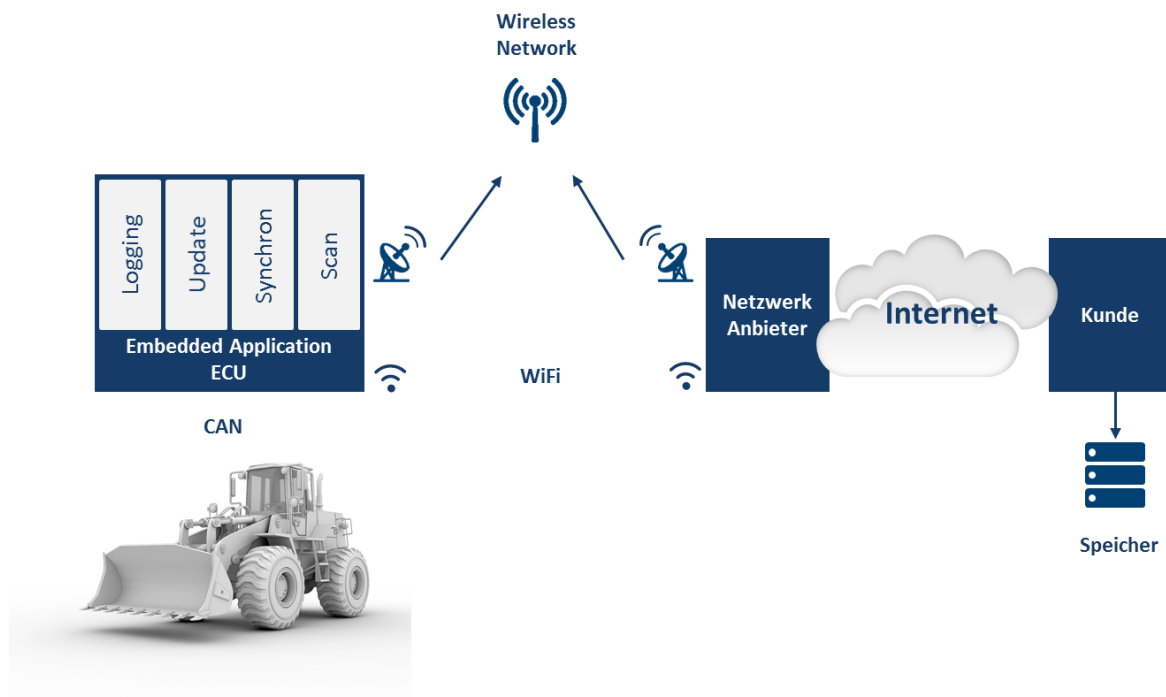 Wireless
Network
Logging
Update
Synchron
Scan
Embedded Application
ECU
CAN
WiFi
Netzwerk
Anbieter
Internet
Kunde
Speicher